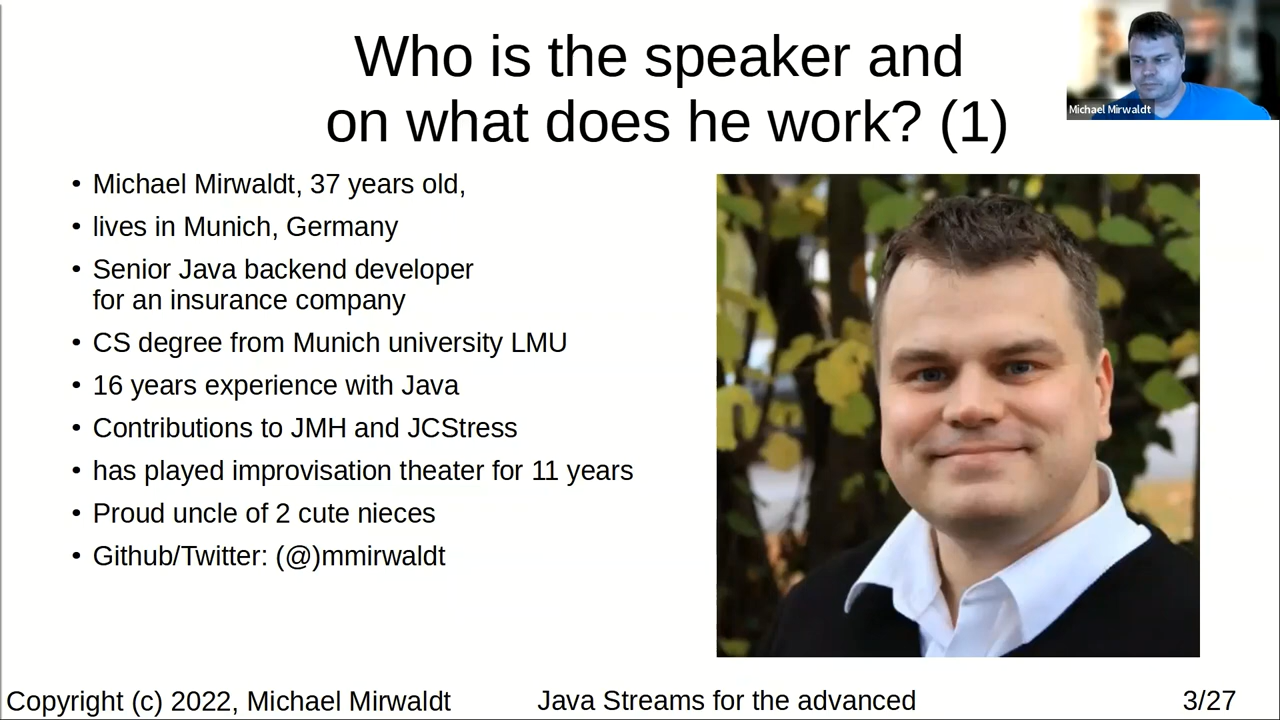 Who is the speaker and
on what does he work? (1)
Michael Mirwaldt
• Michael Mirwaldt, 37 years old,
• lives in Munich, Germany
• Senior Java backend developer
for an insurance company
• CS degree from Munich university LMU
• 16 years experience with Java
• Contributions to JMH and JCStress
• has played improvisation theater for 11 years
• Proud uncle of 2 cute nieces
• Github/Twitter: (@)mmirwaldt
Copyright (c) 2022, Michael Mirwaldt
Java Streams for the advanced
3/27